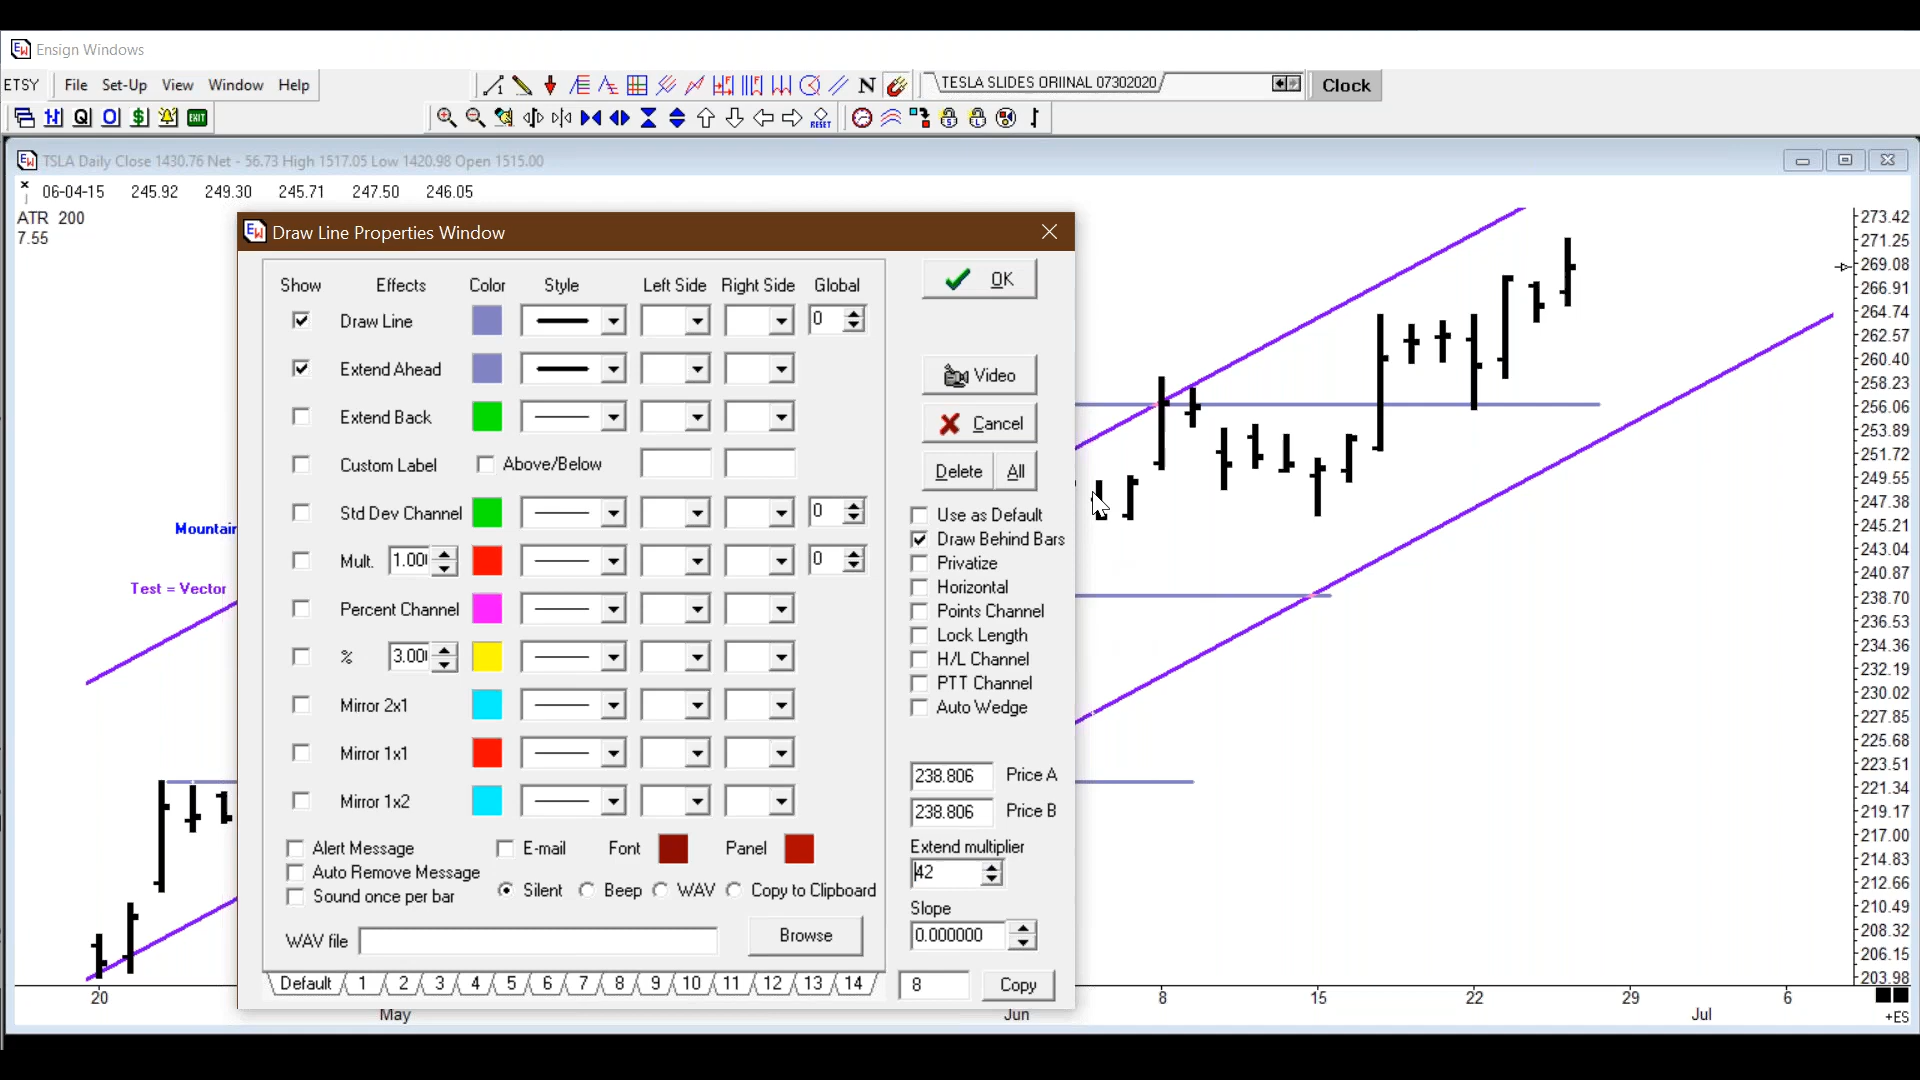 Ensign Windows
ETSY File Set-Up View Window Help N TESLA SLIDES ORIINAL 07302020 Clock
Q O $ EXIT RESET
TSLA Daily Close 1430.76 Net - 56.73 High 1517.05 Low 1420.98 Open 1515.00
06-04-15 245.92 249.30 245.71 247.50 246.05
ATR 200
7.55
Draw Line Properties Window
Show Effects Color Style Left Side Right Side Global
Draw Line 0
Extend Ahead
Extend Back
Custom Label Above/Below
Std Dev Channel 0
Mult. 1.00 0
Percent Channel
% 3.00
Mirror 2x1
Mirror 1x1
Mirror 1x2
Alert Message E-mail Font Panel
Auto Remove Message
Sound once per bar Silent Beep WAV Copy to Clipboard
WAV file Browse
Default 1 2 3 4 5 6 7 8 9 10 11 12 13 14
OK
Video
Cancel
Delete All
Use as Default
Draw Behind Bars
Privatize
Horizontal
Points Channel
Lock Length
H/L Channel
PTT Channel
Auto Wedge
238.806 Price A
238.806 Price B
Extend multiplier
42
Slope
0.000000
8 Copy
Mountain
Test = Vector
273.42
271.25
269.08
266.91
264.74
262.57
260.40
258.23
256.06
253.89
251.72
249.55
247.38
245.21
243.04
240.87
238.70
236.53
234.36
232.19
230.02
227.85
225.68
223.51
221.34
219.17
217.00
214.83
212.66
210.49
208.32
206.15
203.98
20 8 15 22 29 6
May Jun Jul +ES